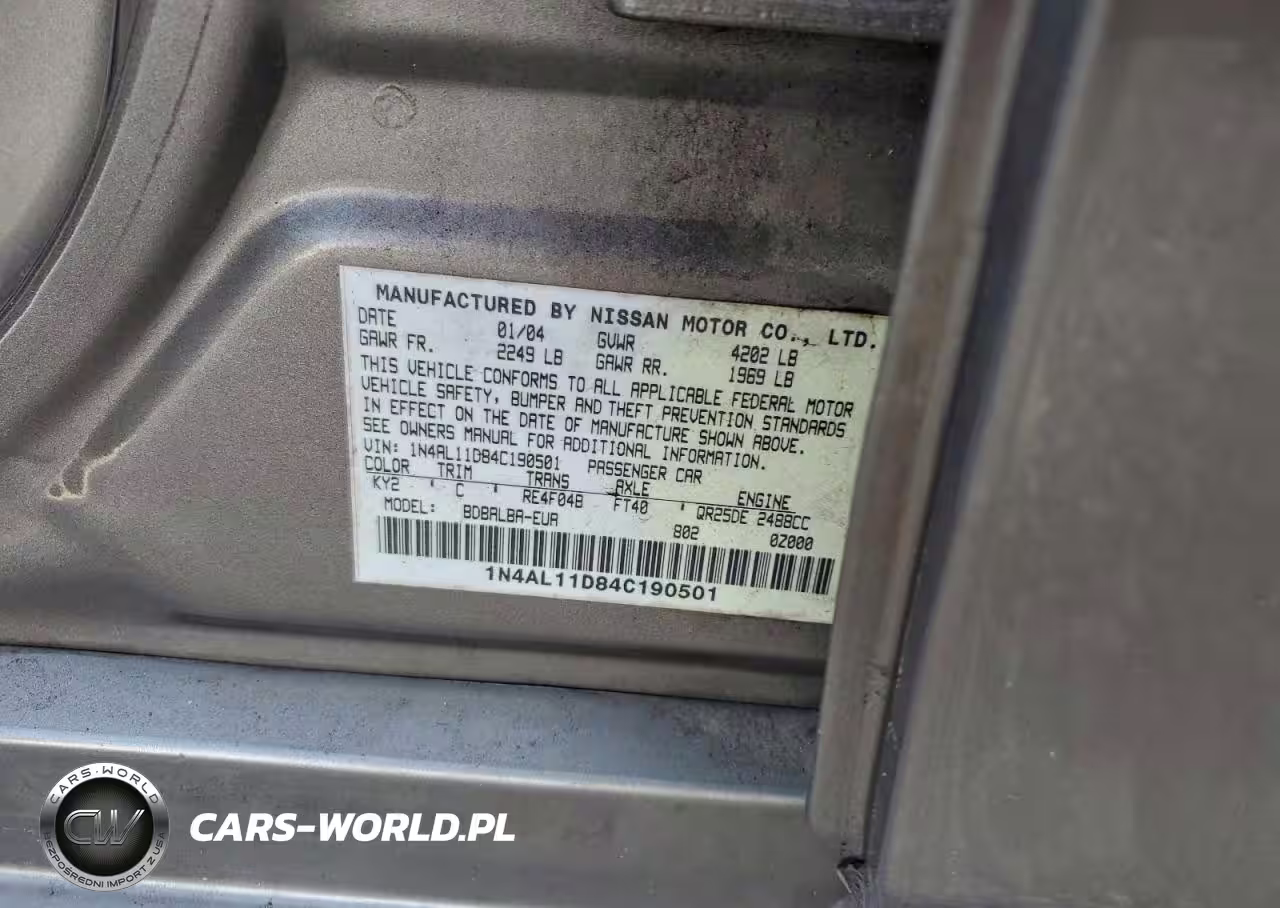 MANUFACTURED BY NISSAN MOTOR CO., LTD.
DATE 01/04 GVWR 4202 LB
GAWR FR. 2249 LB GAWR RR. 1969 LB
THIS VEHICLE CONFORMS TO ALL APPLICABLE FEDERAL MOTOR
VEHICLE SAFETY, BUMPER AND THEFT PREVENTION STANDARDS
IN EFFECT ON THE DATE OF MANUFACTURE SHOWN ABOVE.
SEE OWNERS MANUAL FOR ADDITIONAL INFORMATION.
VIN: 1N4AL11D84C190501 PASSENGER CAR
COLOR TRIM TRANS AXLE ENGINE
KY2 C RE4F04B FT40 QR25DE 2488CC
MODEL: BDBALBA-EUA 802 0Z000
1N4AL11D84C190501
CARS-WORLD
CW
BEZPOŚREDNI IMPORT Z USA
CARS-WORLD.PL